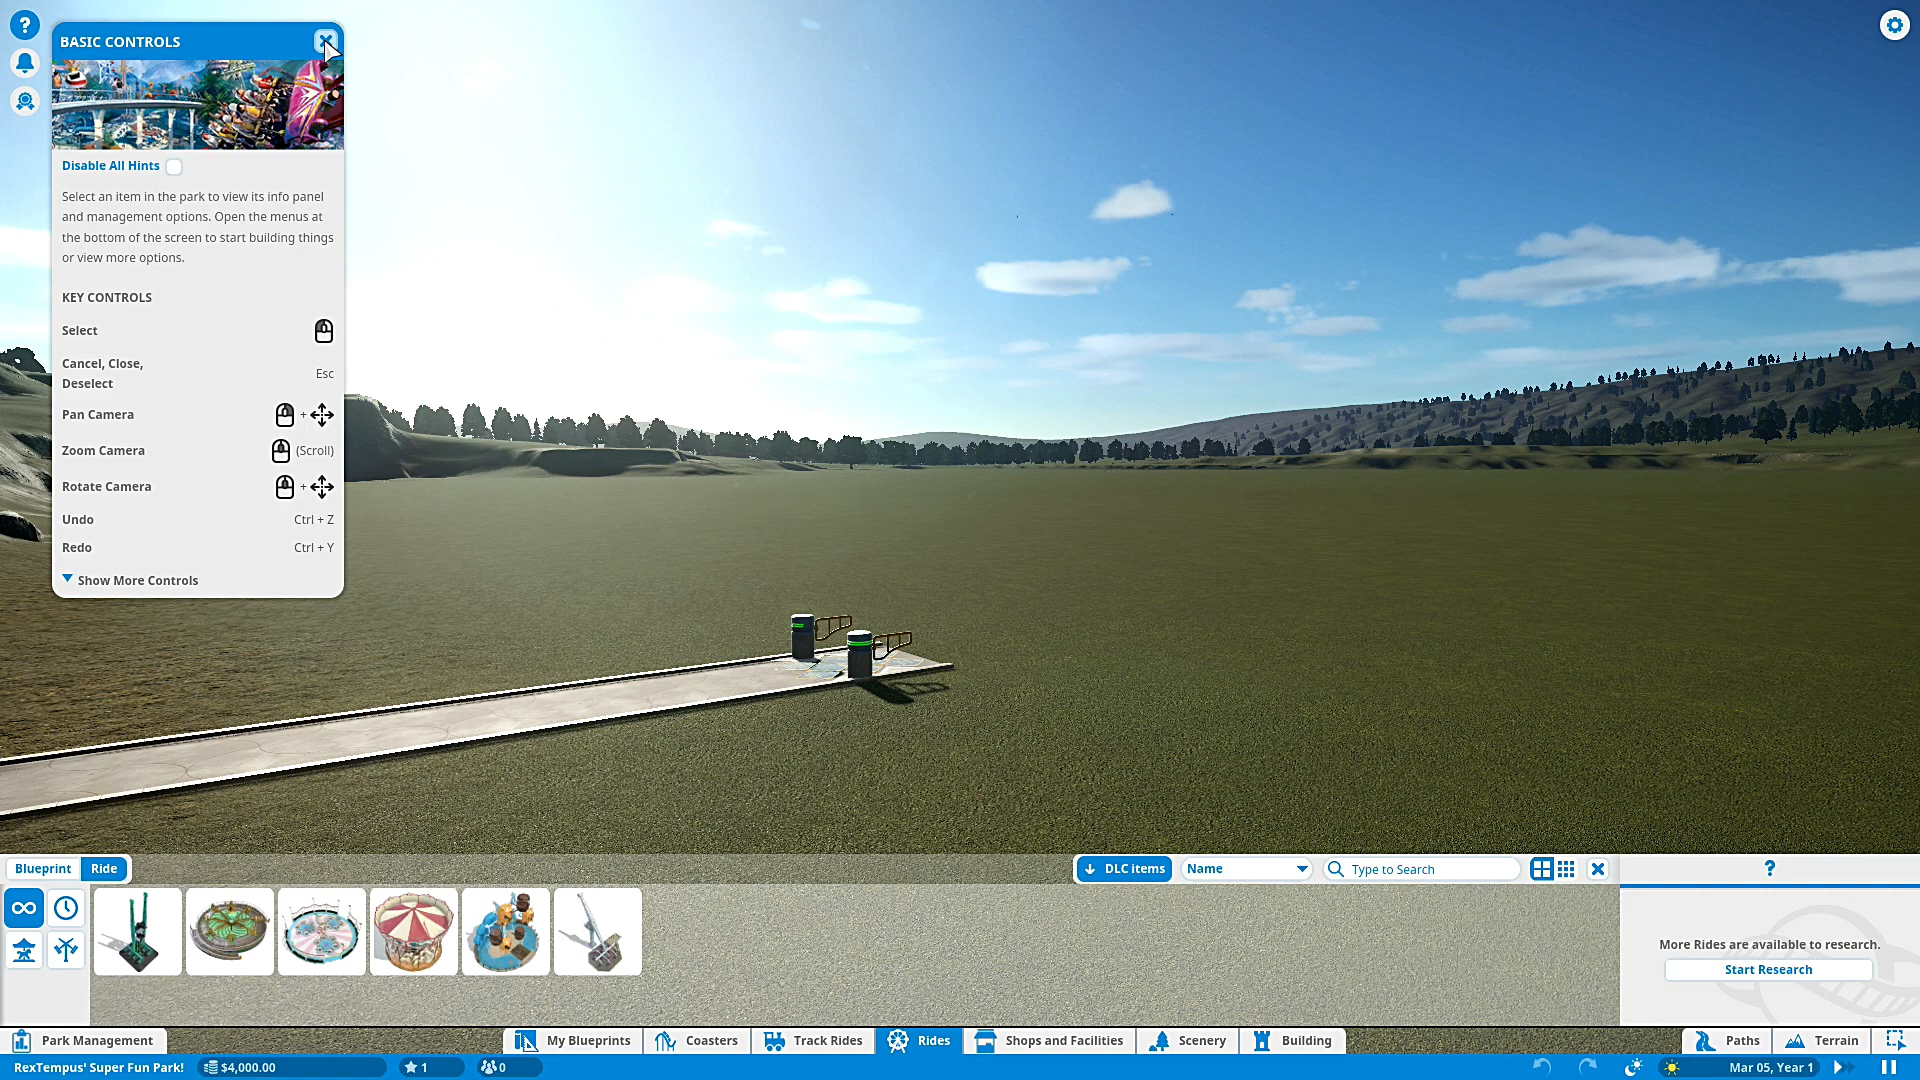 BASIC CONTROLS
Disable All Hints
Select an item in the park to view its info panel
and management options. Open the menus at
the bottom of the screen to start building things
or view more options.
KEY CONTROLS
Select
Cancel, Close,
Deselect
Esc
Pan Camera
+
Zoom Camera
(Scroll)
Rotate Camera
+
Undo
Ctrl + Z
Redo
Ctrl + Y
Show More Controls
Blueprint
Ride
DLC items
Name
Type to Search
?
More Rides are available to research.
Start Research
Park Management
My Blueprints
Coasters
Track Rides
Rides
Shops and Facilities
Scenery
Building
Paths
Terrain
RexTempus' Super Fun Park!
$4,000.00
1
0
Mar 05, Year 1